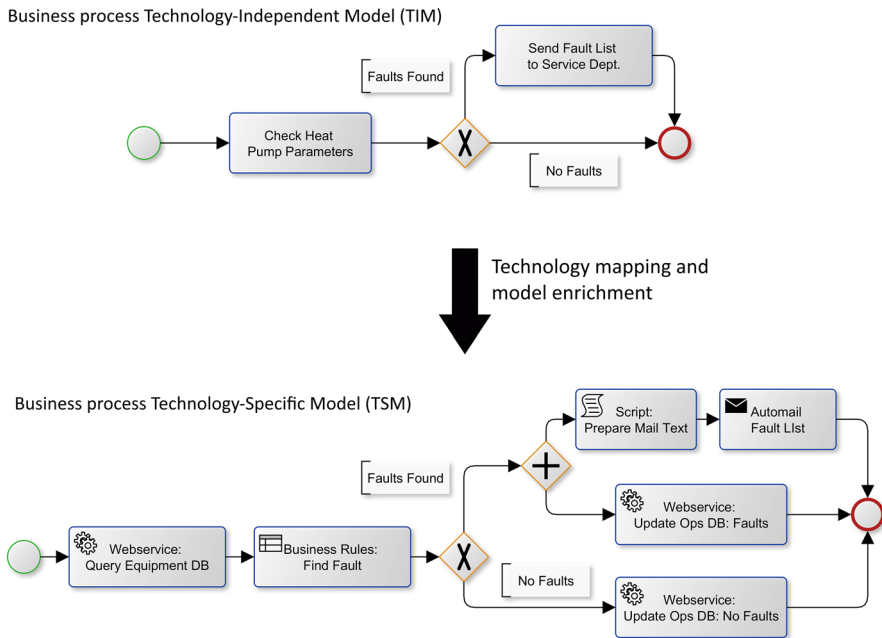 Business process Technology-Independent Model (TIM)
Send Fault List
to Service Dept.
Faults Found
Check Heat
Pump Parameters
X
No Faults
Technology mapping and
model enrichment
Business process Technology-Specific Model (TSM)
Script:
Prepare Mail Text
Automail
Fault LIst
Faults Found
Webservice:
Update Ops DB: Faults
Webservice:
Query Equipment DB
Business Rules:
Find Fault
X
No Faults
Webservice:
Update Ops DB: No Faults